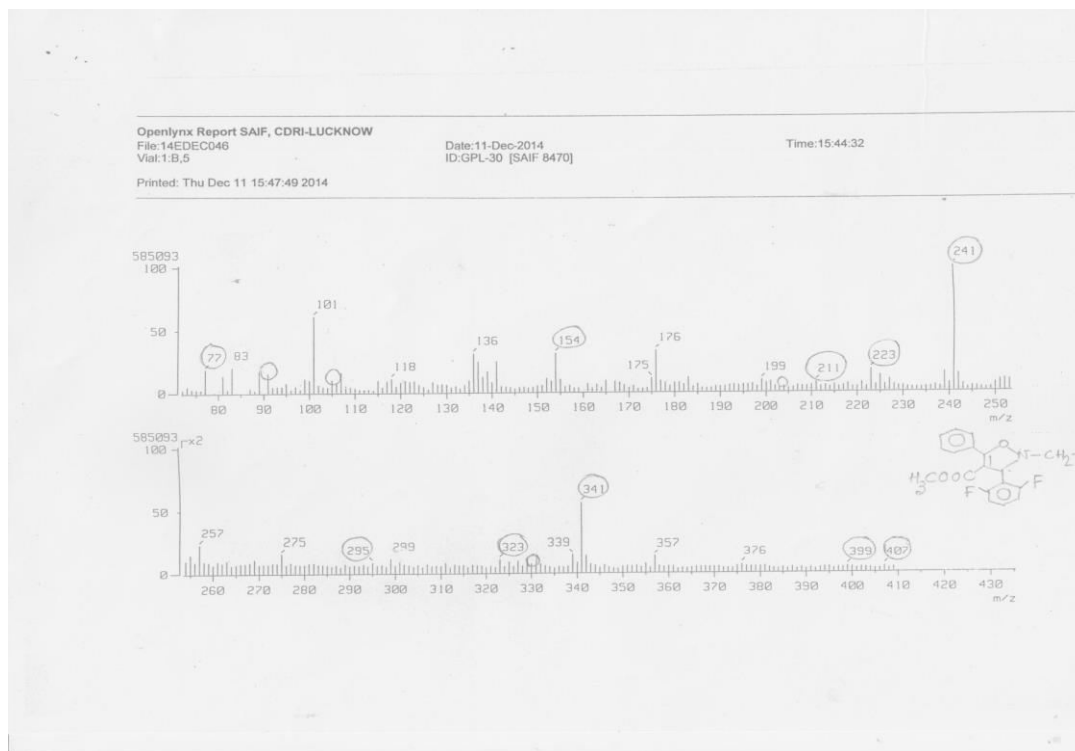 Openlynx Report SAIF, CDRI-LUCKNOW
File:14EDEC046 Date:11-Dec-2014 Time:15:44:32
Vial:1:B,5 ID:GPL-30 [SAIF 8470]
Printed: Thu Dec 11 15:47:49 2014
585093
100
241
50
101
77
83
118
136
154
175
176
199
211
223
0
80 90 100 110 120 130 140 150 160 170 180 190 200 210 220 230 240 250
m/z
585093 x2
100
341
50
257
275
295
299
323
339
357
376
399
407
0
260 270 280 290 300 310 320 330 340 350 360 370 380 390 400 410 420 430
m/z
O
N-CH2-
H3COOC
F
F